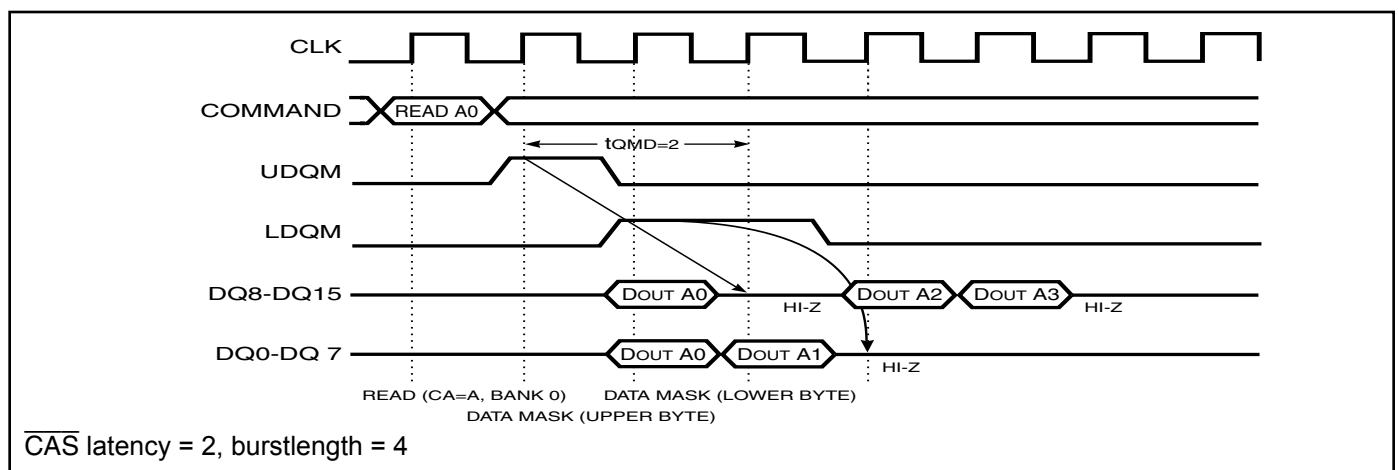 CLK
COMMAND READ A0
tQMD=2
UDQM
LDQM
DQ8-DQ15 DOUT A0 HI-Z DOUT A2 DOUT A3 HI-Z
DQ0-DQ 7 DOUT A0 DOUT A1 HI-Z
READ (CA=A, BANK 0) DATA MASK (LOWER BYTE)
DATA MASK (UPPER BYTE)
CAS latency = 2, burstlength = 4